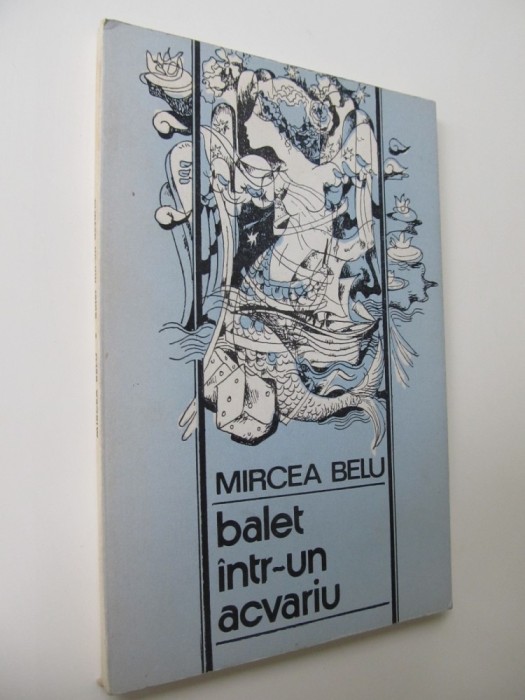 MIRCEA BELU
balet
într-un
acvariu